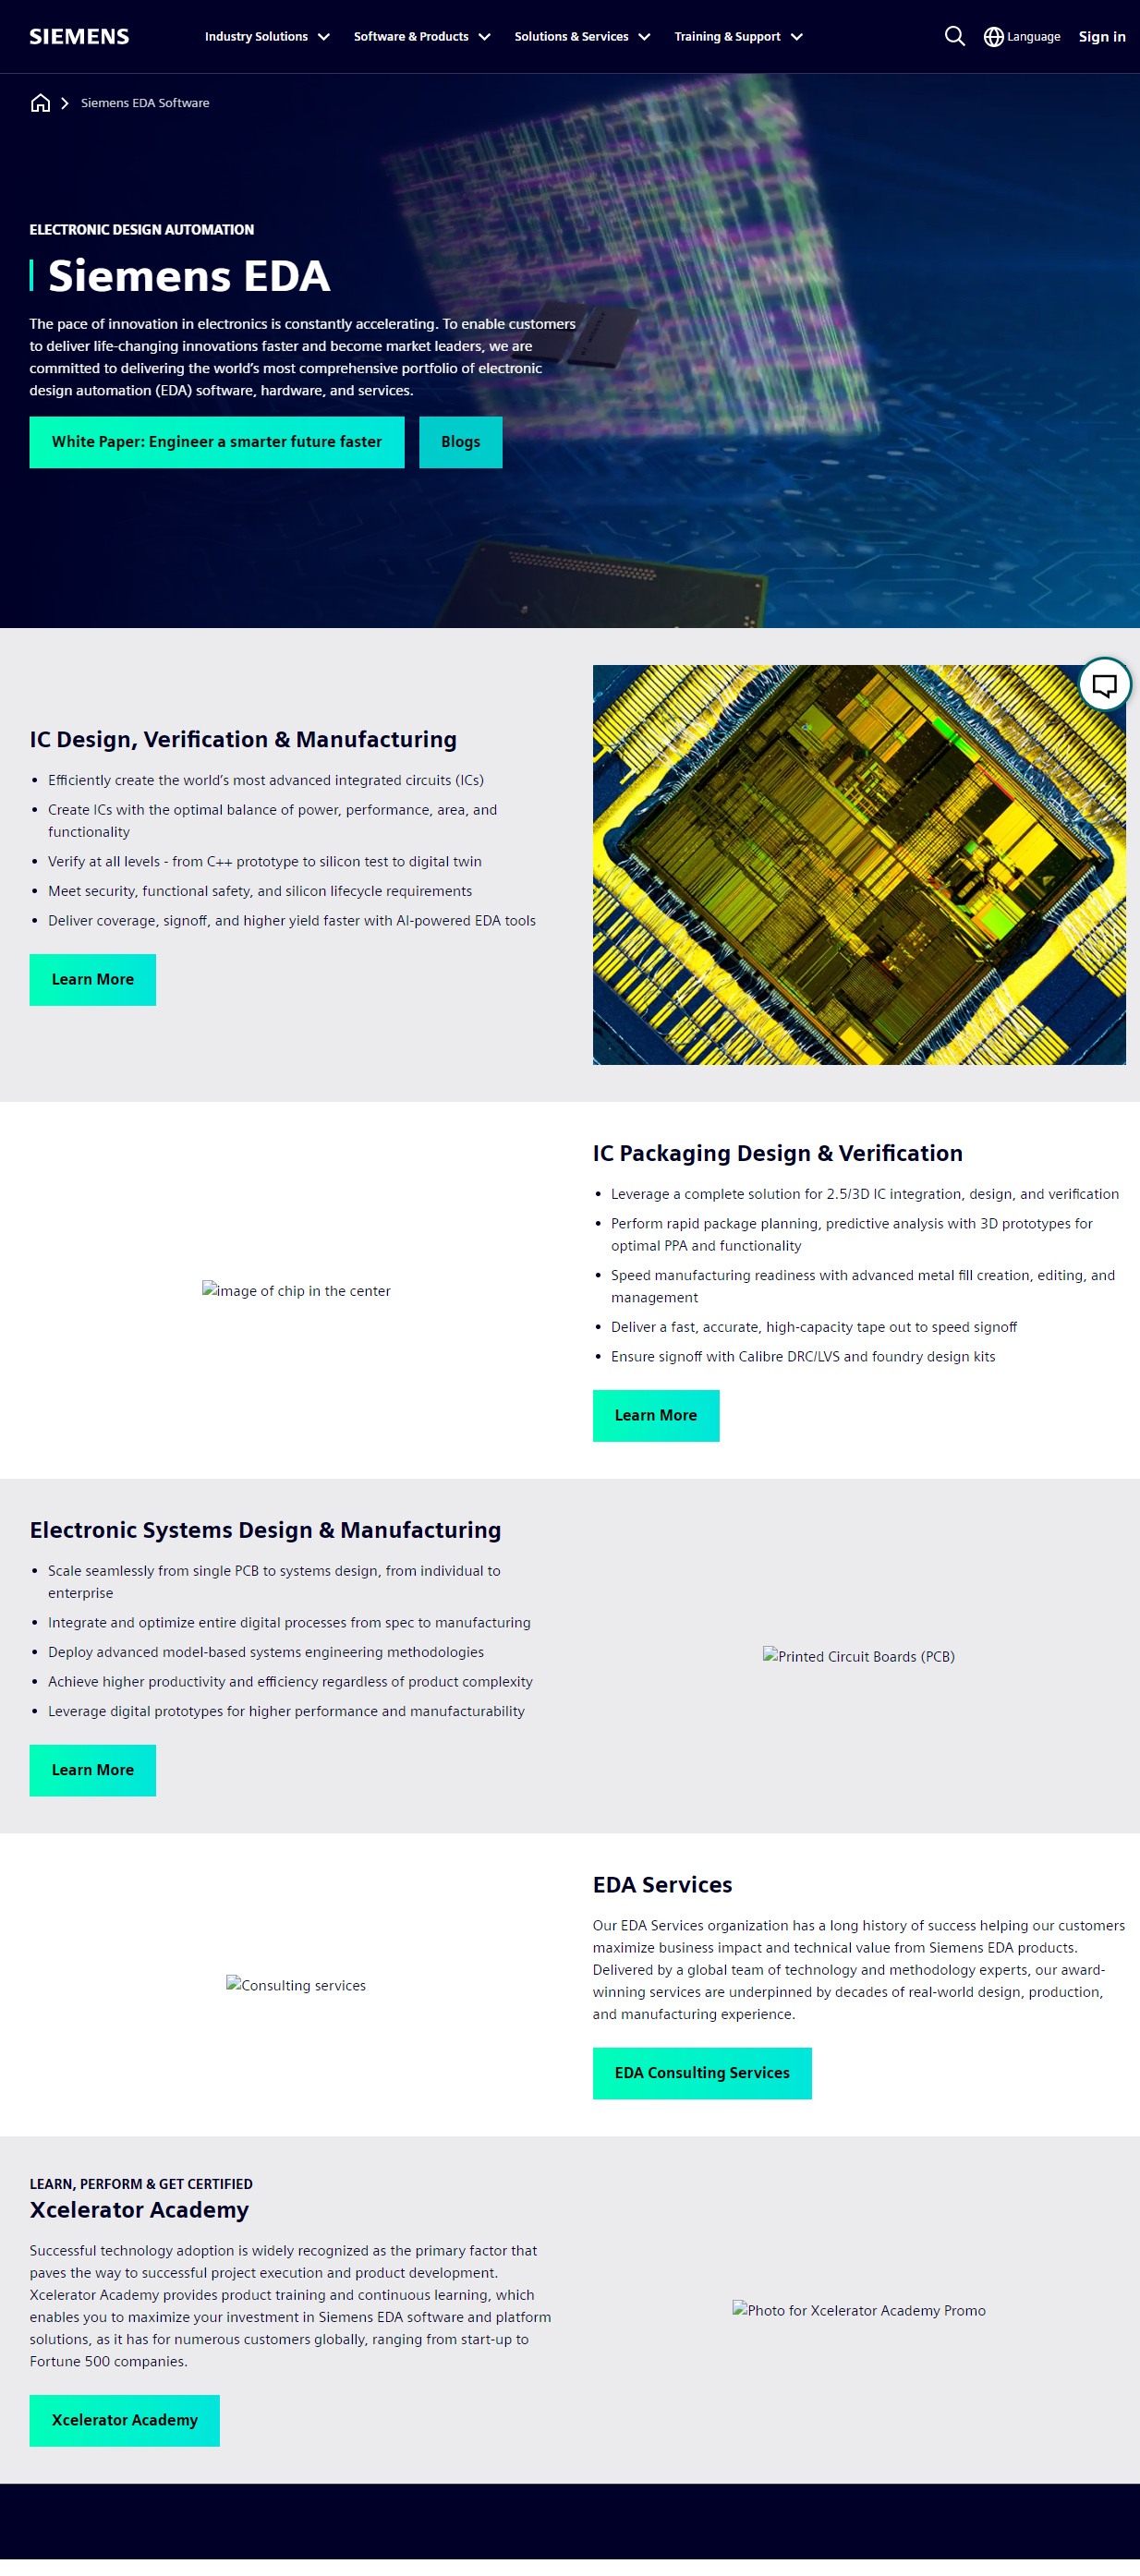 SIEMENS
Industry Solutions
Software & Products
Solutions & Services
Training & Support
Language
Sign in
Siemens EDA Software
ELECTRONIC DESIGN AUTOMATION
Siemens EDA
The pace of innovation in electronics is constantly accelerating. To enable customers
to deliver life-changing innovations faster and become market leaders, we are
committed to delivering the world’s most comprehensive portfolio of electronic
design automation (EDA) software, hardware, and services.
White Paper: Engineer a smarter future faster
Blogs
IC Design, Verification & Manufacturing
• Efficiently create the world’s most advanced integrated circuits (ICs)
• Create ICs with the optimal balance of power, performance, area, and
functionality
• Verify at all levels - from C++ prototype to silicon test to digital twin
• Meet security, functional safety, and silicon lifecycle requirements
• Deliver coverage, signoff, and higher yield faster with AI-powered EDA tools
Learn More
image of chip in the center
IC Packaging Design & Verification
• Leverage a complete solution for 2.5/3D IC integration, design, and verification
• Perform rapid package planning, predictive analysis with 3D prototypes for
optimal PPA and functionality
• Speed manufacturing readiness with advanced metal fill creation, editing, and
management
• Deliver a fast, accurate, high-capacity tape out to speed signoff
• Ensure signoff with Calibre DRC/LVS and foundry design kits
Learn More
Electronic Systems Design & Manufacturing
• Scale seamlessly from single PCB to systems design, from individual to
enterprise
• Integrate and optimize entire digital processes from spec to manufacturing
• Deploy advanced model-based systems engineering methodologies
• Achieve higher productivity and efficiency regardless of product complexity
• Leverage digital prototypes for higher performance and manufacturability
Learn More
Printed Circuit Boards (PCB)
Consulting services
EDA Services
Our EDA Services organization has a long history of success helping our customers
maximize business impact and technical value from Siemens EDA products.
Delivered by a global team of technology and methodology experts, our award-
winning services are underpinned by decades of real-world design, production,
and manufacturing experience.
EDA Consulting Services
LEARN, PERFORM & GET CERTIFIED
Xcelerator Academy
Successful technology adoption is widely recognized as the primary factor that
paves the way to successful project execution and product development.
Xcelerator Academy provides product training and continuous learning, which
enables you to maximize your investment in Siemens EDA software and platform
solutions, as it has for numerous customers globally, ranging from start-up to
Fortune 500 companies.
Xcelerator Academy
Photo for Xcelerator Academy Promo